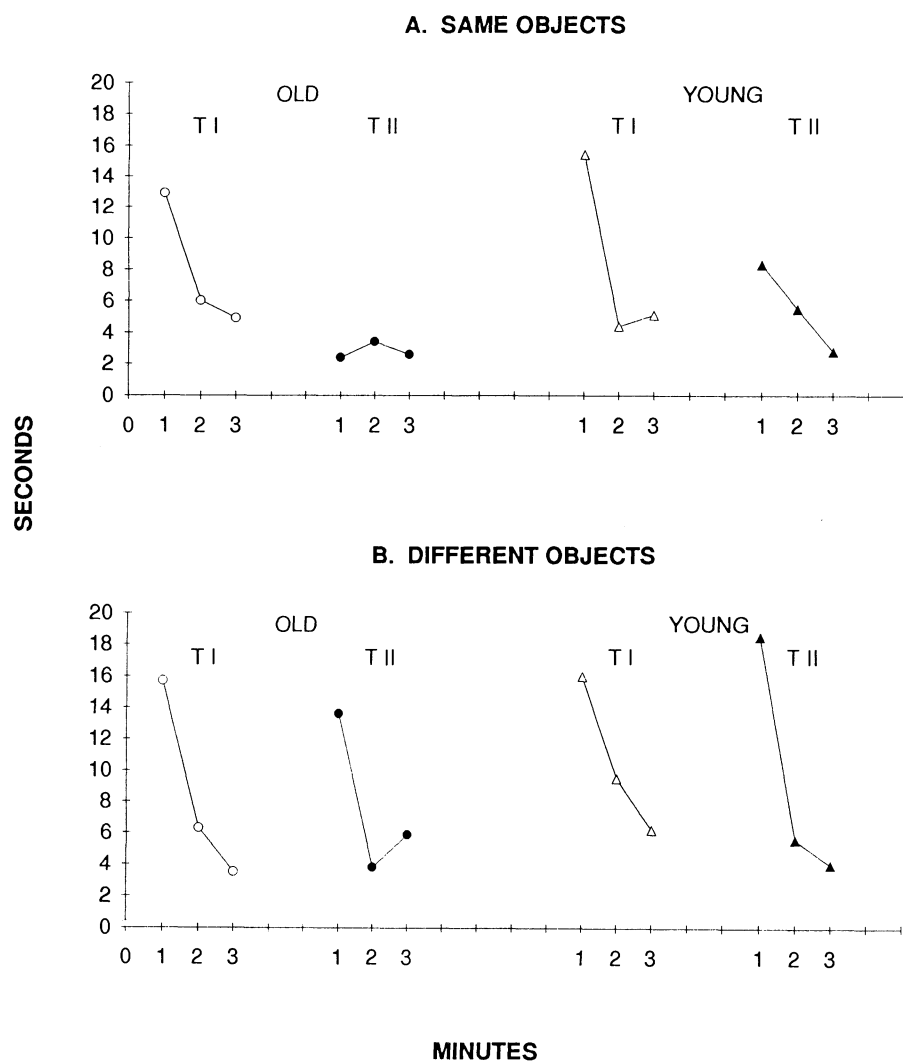 A. SAME OBJECTS
20
18
16
14
12
10
8
6
4
2
0
OLD YOUNG
T I T II T I T II
0 1 2 3 1 2 3 1 2 3 1 2 3
SECONDS
B. DIFFERENT OBJECTS
20
18
16
14
12
10
8
6
4
2
0
OLD YOUNG
T I T II T I T II
0 1 2 3 1 2 3 1 2 3 1 2 3
MINUTES